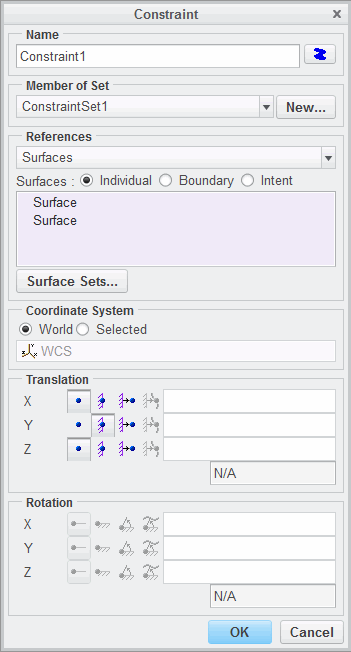 Constraint
Name
Constraint1
Member of Set
ConstraintSet1 New...
References
Surfaces
Surfaces : Individual Boundary Intent
Surface
Surface
Surface Sets...
Coordinate System
World Selected
WCS
Translation
X
Y
Z
N/A
Rotation
X
Y
Z
N/A
OK Cancel